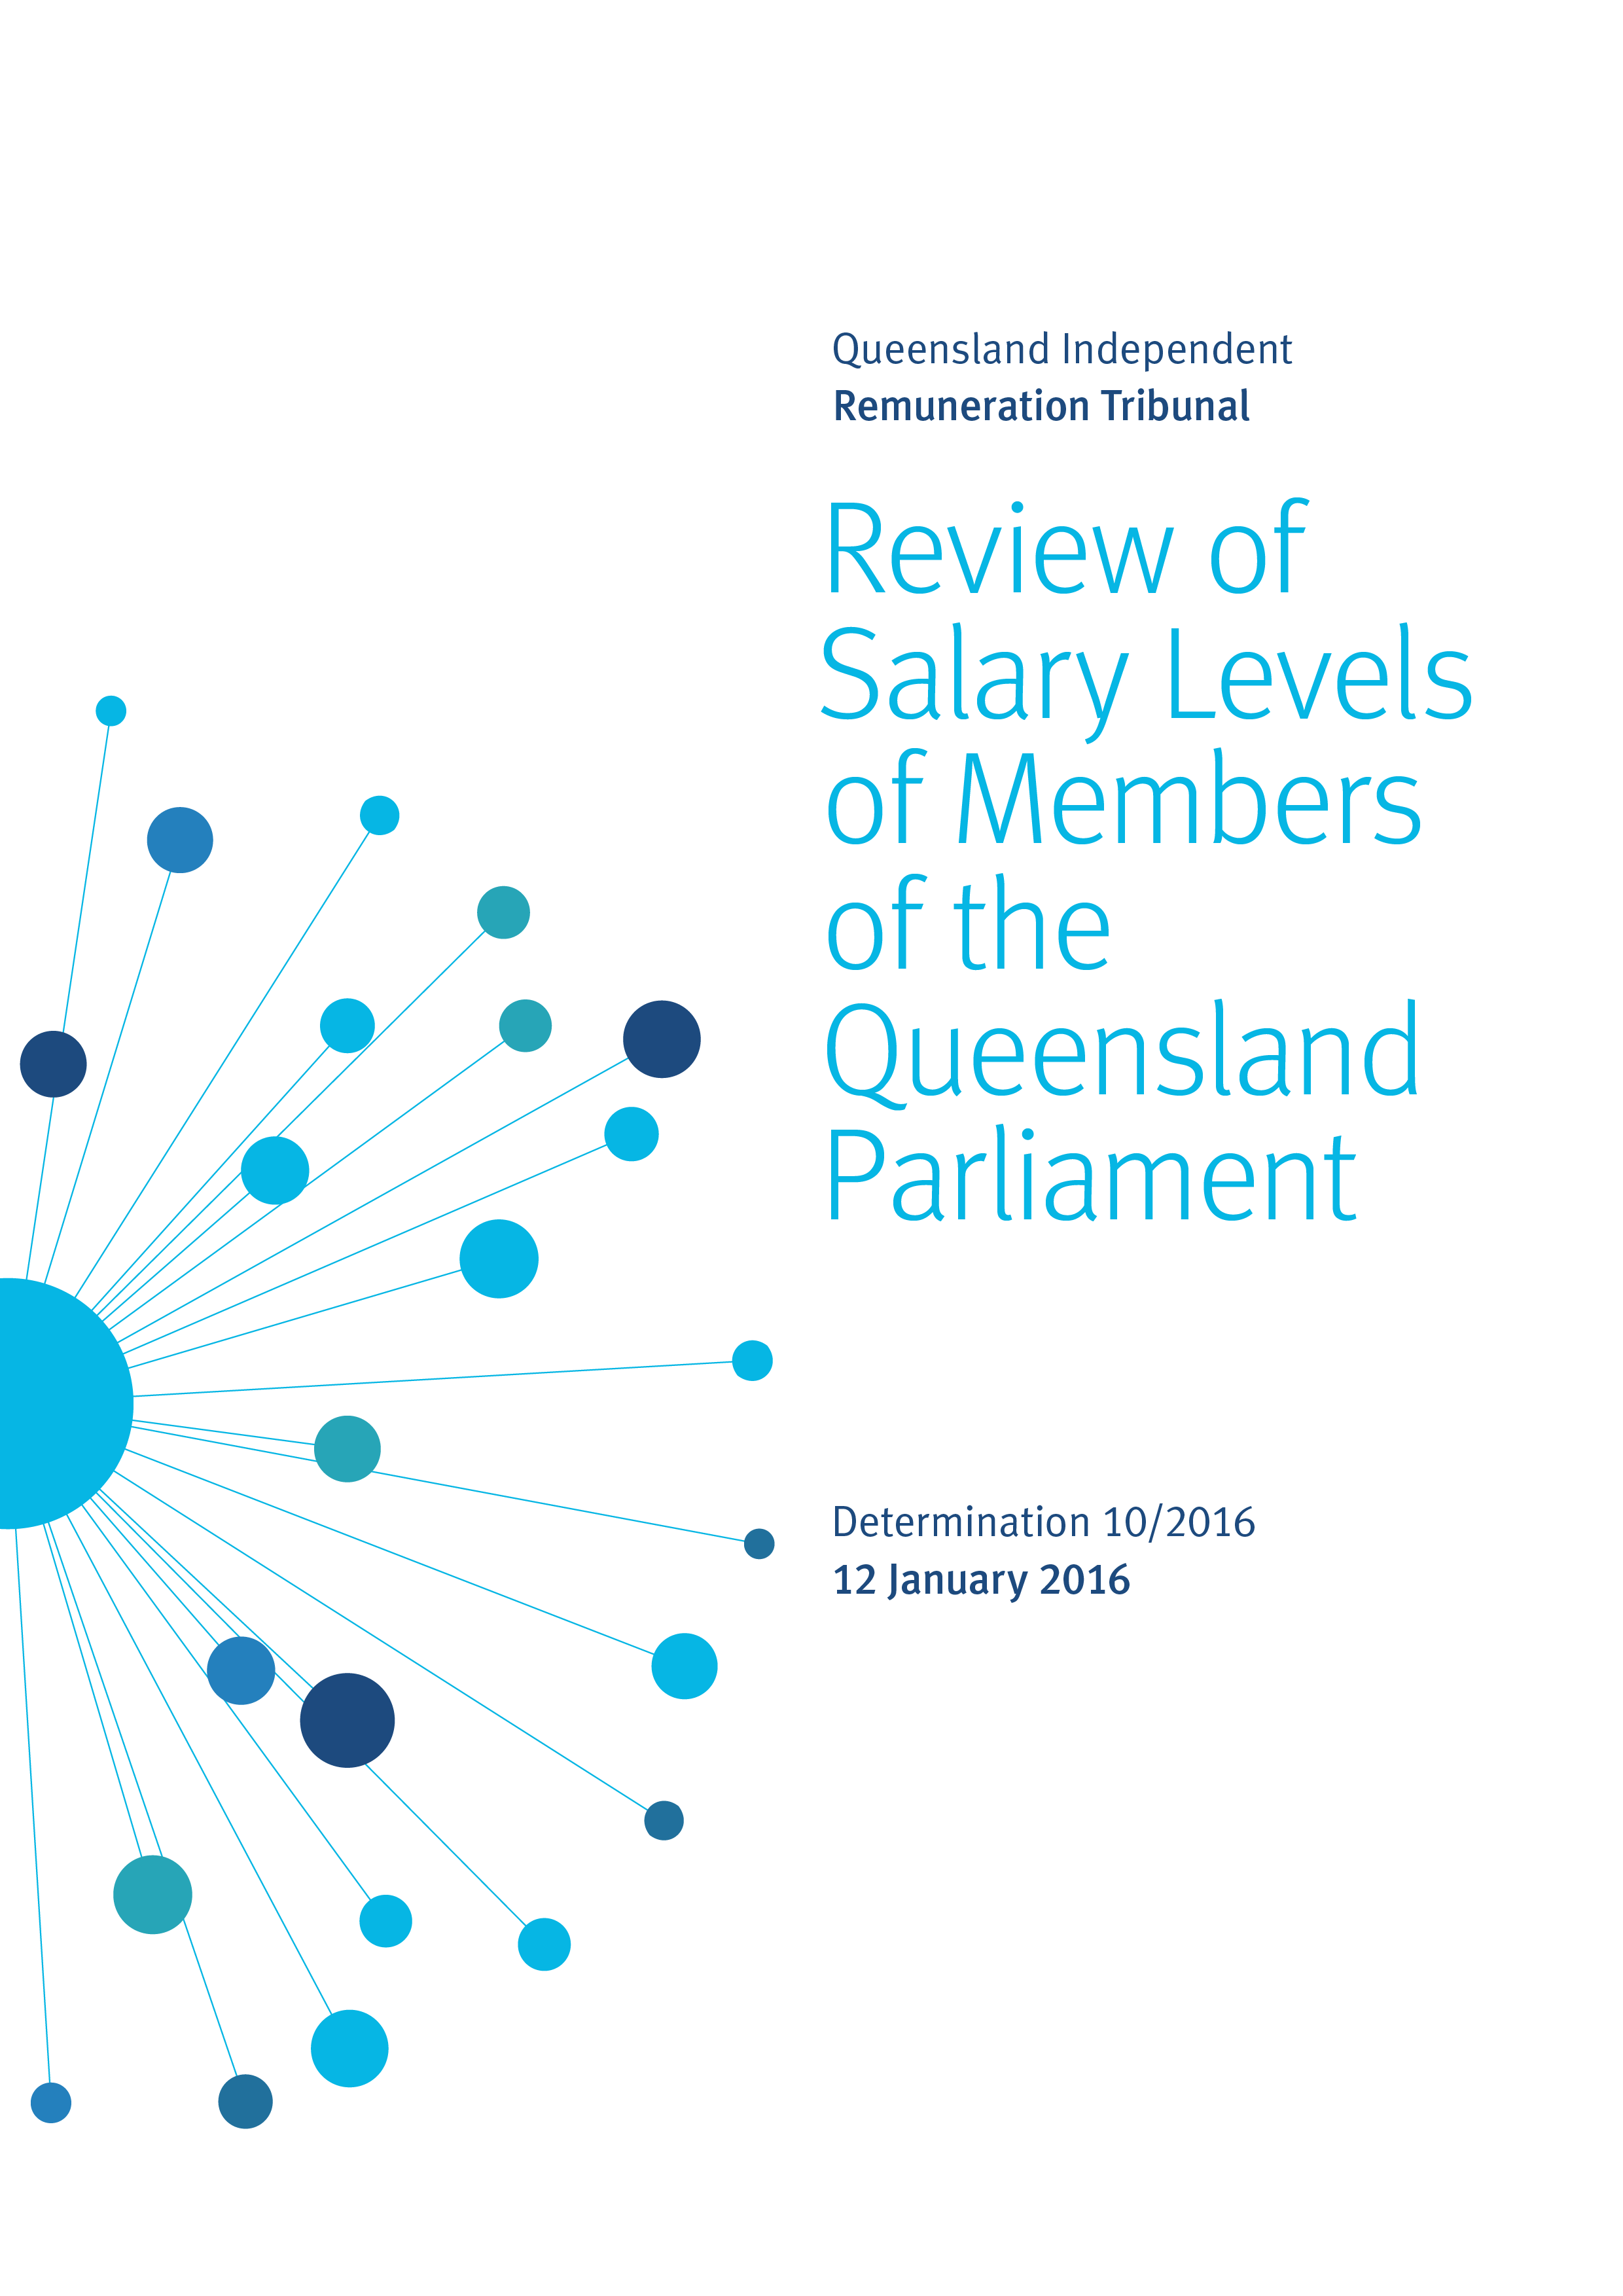 Queensland Independent
Remuneration Tribunal
Review of
Salary Levels
of Members
of the
Queensland
Parliament
Determination 10/2016
12 January 2016